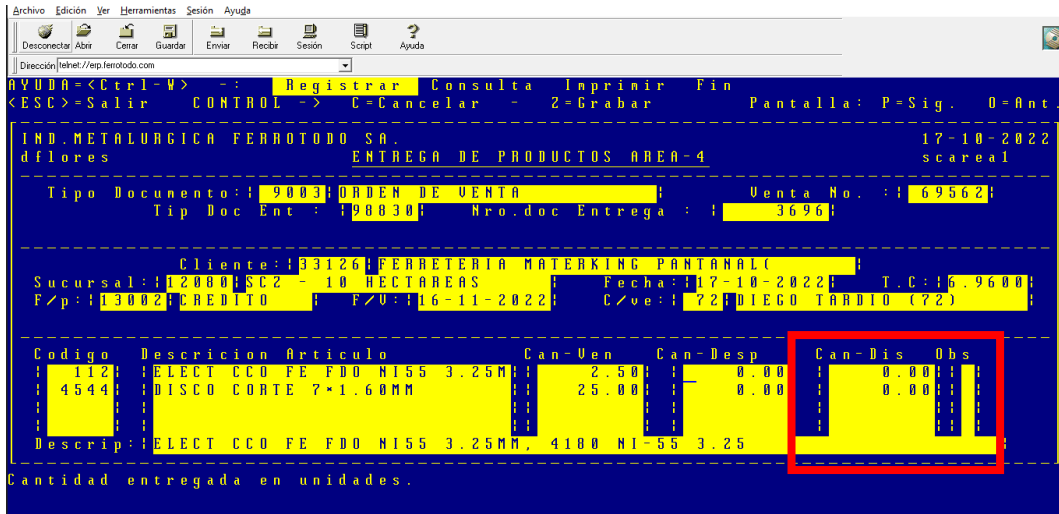 Archivo Edición Ver Herramientas Sesión Ayuda
Desconectar Abrir Cerrar Guardar Enviar Recibir Sesión Script Ayuda
Dirección telnet://erp.ferrotodo.com
AYUDA=<Ctrl-W> -: Registrar Consulta Imprimir Fin
<ESC>=Salir CONTROL -> C=Cancelar - Z=Grabar Pantalla: P=Sig. O=Ant.
IND.METALURGICA FERROTODO SA. 17-10-2022
dflores ENTREGA DE PRODUCTOS AREA-4 scarea1
Tipo Documento: 9003 ORDEN DE VENTA Venta No. : 69562
Tip Doc Ent : 98830 Nro.doc Entrega : 3696
Cliente: 33126 FERRETERIA MATERKING PANTANAL(
Sucursal: 12080 SC2 - 10 HECTAREAS Fecha: 17-10-2022 T.C: 6.9600
F/p: 13002 CREDITO F/V: 16-11-2022 C/ve: 72 DIEGO TARDIO (72)
Codigo Descricion Articulo Can-Ven Can-Desp Can-Dis Obs
112 ELECT CCO FE FDO NI55 3.25M 2.50 0.00 0.00
4544 DISCO CORTE 7*1.60MM 25.00 0.00 0.00
Descrip: ELECT CCO FE FDO NI55 3.25MM, 4180 NI-55 3.25
Cantidad entregada en unidades.